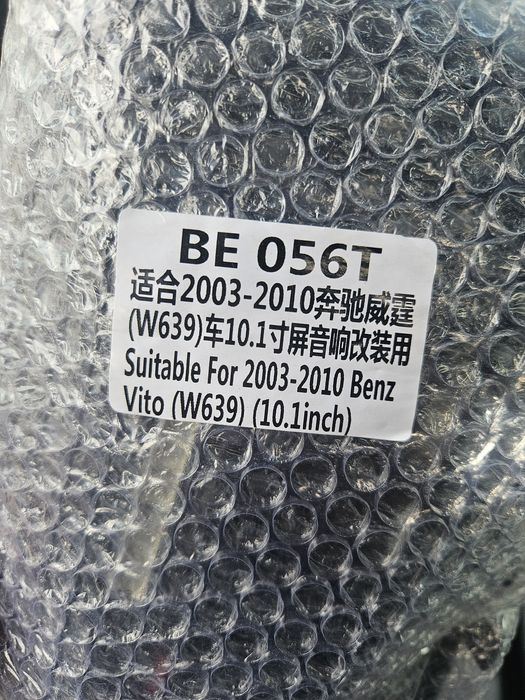 BE 056T
适合2003-2010奔驰威霆
(W639)车10.1寸屏音响改装用
Suitable For 2003-2010 Benz
Vito (W639) (10.1inch)